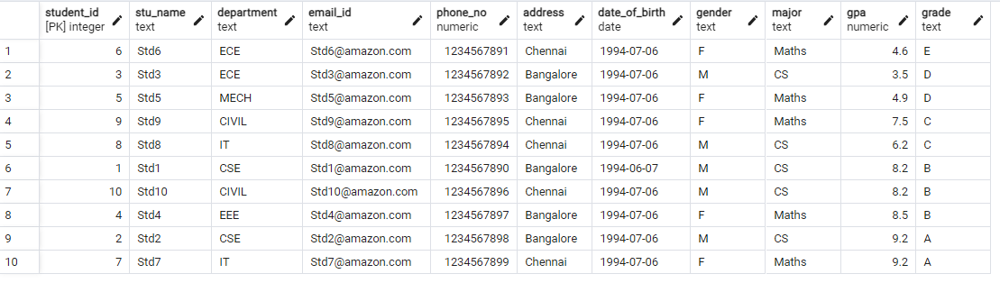 student_id stu_name department email_id phone_no address date_of_birth gender major gpa grade
[PK] integer text text text numeric text date text text numeric text
1 6 Std6 ECE Std6@amazon.com 1234567891 Chennai 1994-07-06 F Maths 4.6 E
2 3 Std3 ECE Std3@amazon.com 1234567892 Bangalore 1994-07-06 M CS 3.5 D
3 5 Std5 MECH Std5@amazon.com 1234567893 Bangalore 1994-07-06 F Maths 4.9 D
4 9 Std9 CIVIL Std9@amazon.com 1234567895 Chennai 1994-07-06 F Maths 7.5 C
5 8 Std8 IT Std8@amazon.com 1234567894 Chennai 1994-07-06 M CS 6.2 C
6 1 Std1 CSE Std1@amazon.com 1234567890 Bangalore 1994-06-07 M CS 8.2 B
7 10 Std10 CIVIL Std10@amazon.com 1234567896 Chennai 1994-07-06 M CS 8.2 B
8 4 Std4 EEE Std4@amazon.com 1234567897 Bangalore 1994-07-06 F Maths 8.5 B
9 2 Std2 CSE Std2@amazon.com 1234567898 Bangalore 1994-07-06 M CS 9.2 A
10 7 Std7 IT Std7@amazon.com 1234567899 Chennai 1994-07-06 F Maths 9.2 A